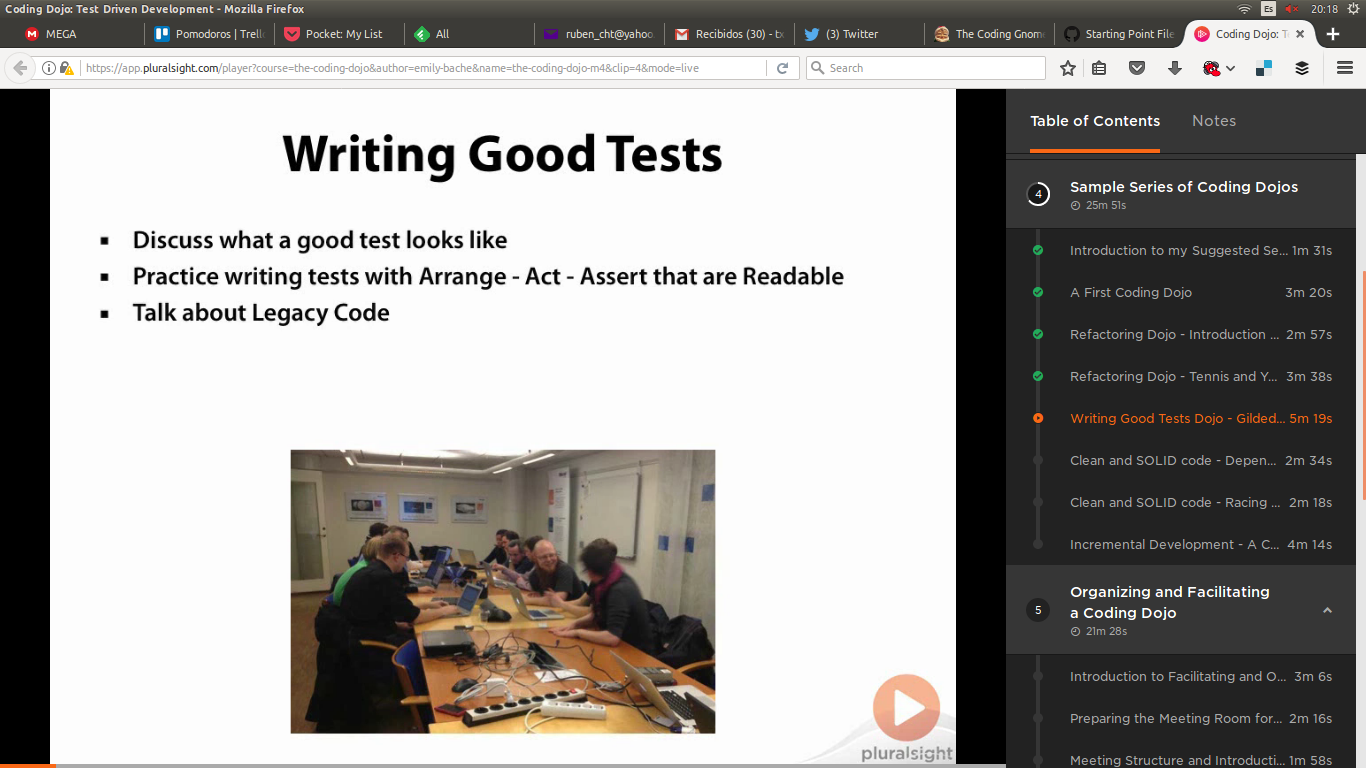 Coding Dojo: Test Driven Development - Mozilla Firefox
Es
20:18
MEGA
Pomodoros | Trell
Pocket: My List
All
ruben_cht@yahoo
Recibidos (30) - tx
(3) Twitter
The Coding Gnom
Starting Point File
Coding Dojo: T
https://app.pluralsight.com/player?course=the-coding-dojo&author=emily-bache&name=the-coding-dojo-m4&clip=4&mode=live
Search
Writing Good Tests
▪ Discuss what a good test looks like
▪ Practice writing tests with Arrange - Act - Assert that are Readable
▪ Talk about Legacy Code
pluralsight
Table of Contents
Notes
4
Sample Series of Coding Dojos
25m 51s
Introduction to my Suggested Se... 1m 31s
A First Coding Dojo 3m 20s
Refactoring Dojo - Introduction ... 2m 57s
Refactoring Dojo - Tennis and Y... 3m 38s
Writing Good Tests Dojo - Gilded... 5m 19s
Clean and SOLID code - Depen... 2m 34s
Clean and SOLID code - Racing ... 2m 18s
Incremental Development - A C... 4m 14s
5
Organizing and Facilitating
a Coding Dojo
21m 28s
Introduction to Facilitating and O... 3m 6s
Preparing the Meeting Room for... 2m 16s
Meeting Structure and Introducti... 1m 58s